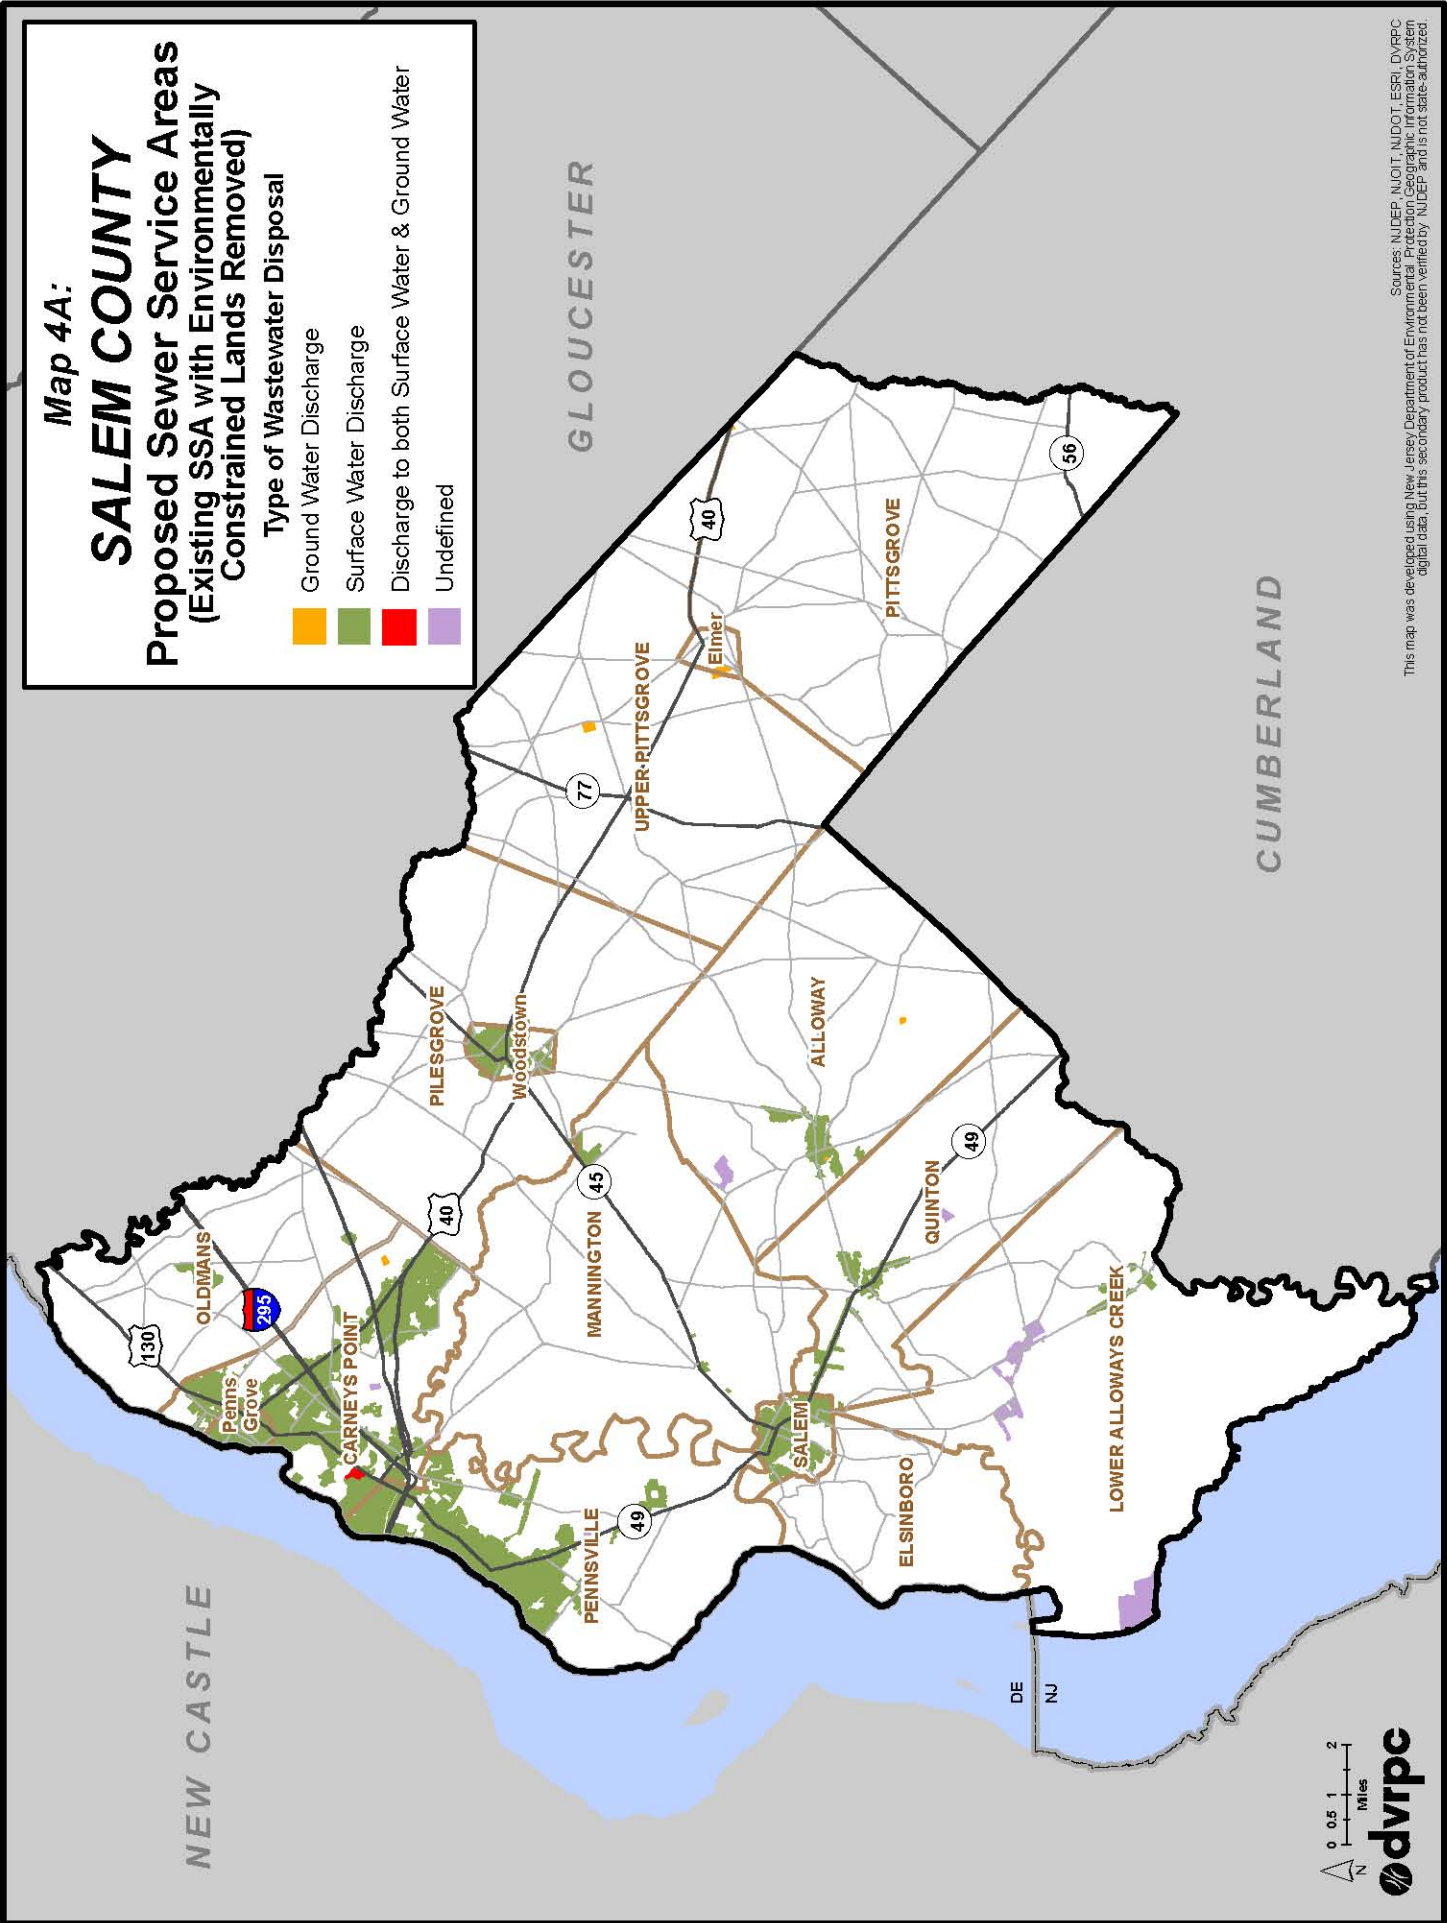 Map 4A:
SALEM COUNTY
Proposed Sewer Service Areas
(Existing SSA with Environmentally
Constrained Lands Removed)
Type of Wastewater Disposal
Ground Water Discharge
Surface Water Discharge
Discharge to both Surface Water & Ground Water
Undefined
NEW CASTLE
GLOUCESTER
CUMBERLAND
OLDMANS
130
295
Penns
Grove
CARNEYS POINT
40
PILESGROVE
Woodstown
77
UPPER PITTSGROVE
40
Elmer
PITTSGROVE
56
45
MANNINGTON
PENNSVILLE
49
SALEM
ALLOWAY
QUINTON
49
ELSINBORO
LOWER ALLOWAYS CREEK
DE
NJ
N
0 0.5 1 2
Miles
dvrpc
Sources: NJDEP, NJOIT, NJDOT, ESRI, DVRPC
This map was developed using New Jersey Department of Environmental Protection Geographic Information System
digital data, but this secondary product has not been verified by NJDEP and is not state-authorized.